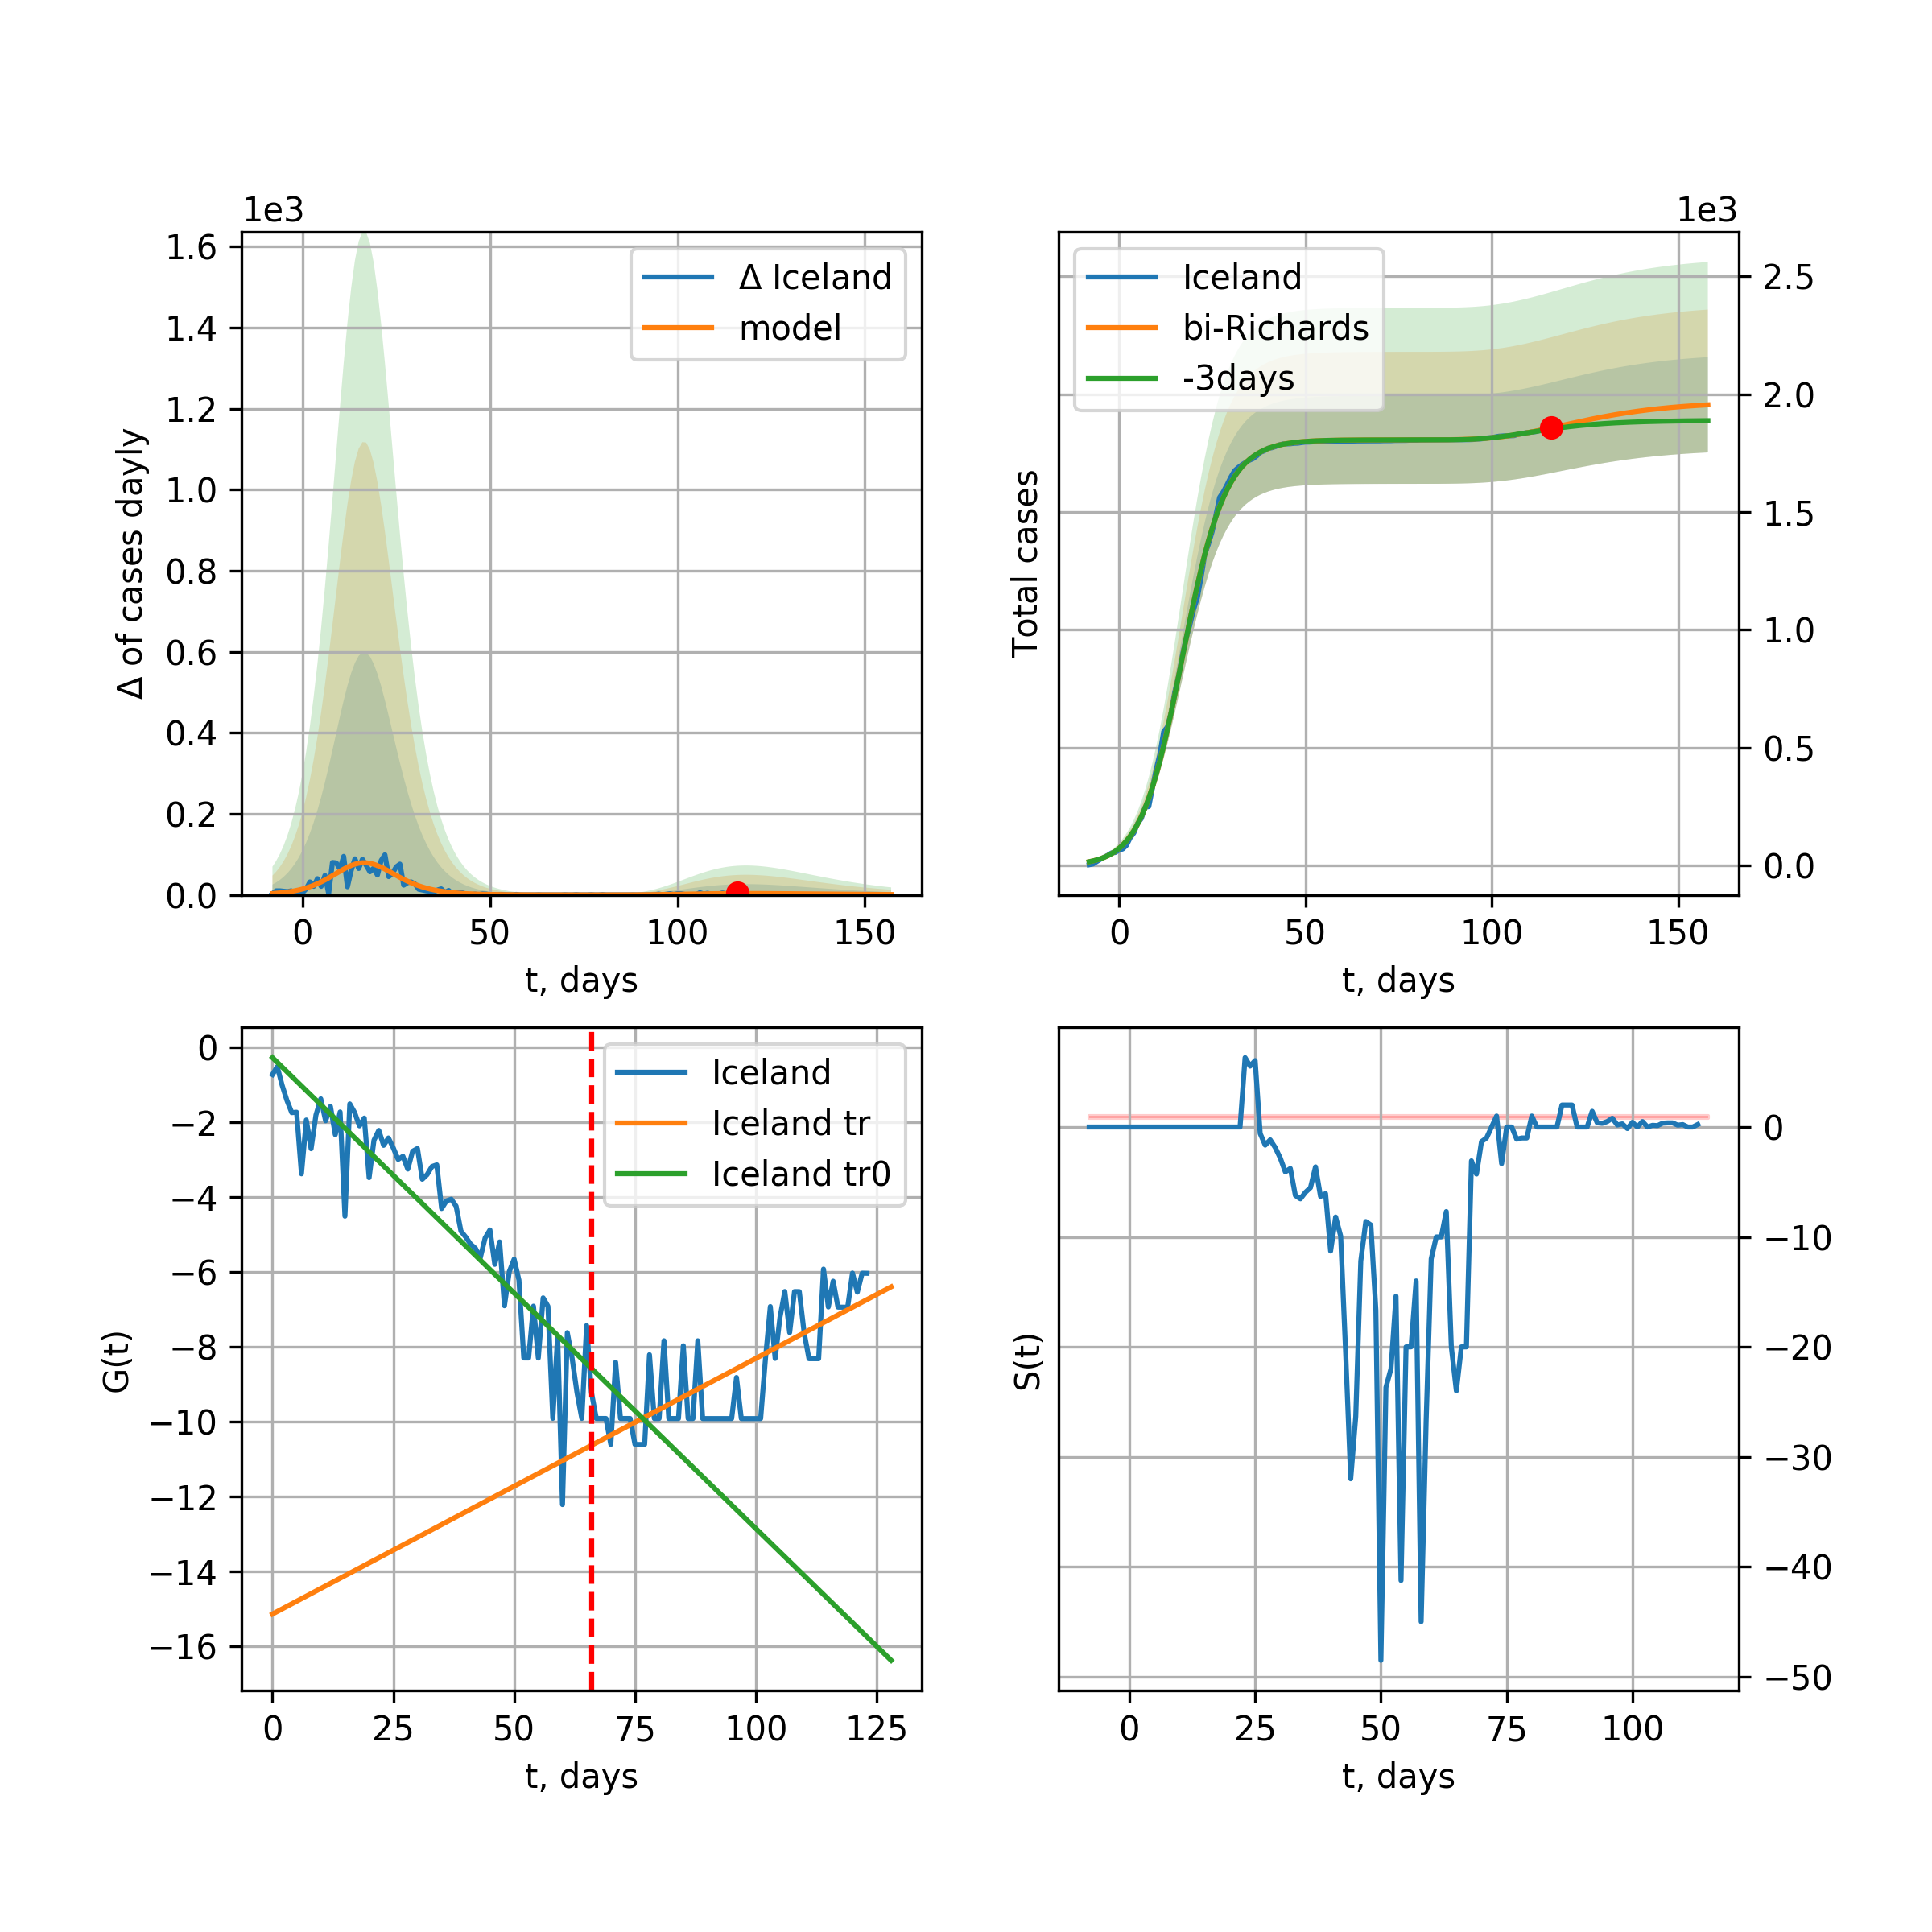 1e3
1.6
1.4
1.2
1.0
0.8
0.6
0.4
0.2
0.0
Δ of cases dayly
Δ Iceland
model
0 50 100 150
t, days
1e3
Iceland
bi-Richards
-3days
2.5
2.0
1.5
1.0
0.5
0.0
Total cases
0 50 100 150
t, days
0
−2
−4
−6
−8
−10
−12
−14
−16
G(t)
Iceland
Iceland tr
Iceland tr0
0 25 50 75 100 125
t, days
0
−10
−20
−30
−40
−50
S(t)
0 25 50 75 100
t, days